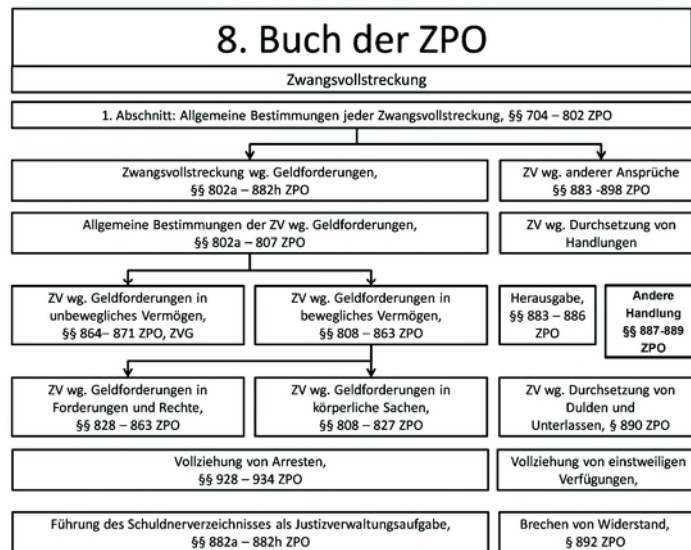 8. Buch der ZPO
Zwangsvollstreckung
1. Abschnitt: Allgemeine Bestimmungen jeder Zwangsvollstreckung, §§ 704 – 802 ZPO
Zwangsvollstreckung wg. Geldforderungen,
§§ 802a – 882h ZPO
ZV wg. anderer Ansprüche
§§ 883 -898 ZPO
Allgemeine Bestimmungen der ZV wg. Geldforderungen,
§§ 802a – 807 ZPO
ZV wg. Durchsetzung von
Handlungen
ZV wg. Geldforderungen in
unbewegliches Vermögen,
§§ 864– 871 ZPO, ZVG
ZV wg. Geldforderungen in
bewegliches Vermögen,
§§ 808 – 863 ZPO
Herausgabe,
§§ 883 – 886
ZPO
Andere
Handlung
§§ 887-889
ZPO
ZV wg. Geldforderungen in
Forderungen und Rechte,
§§ 828 – 863 ZPO
ZV wg. Geldforderungen in
körperliche Sachen,
§§ 808 – 827 ZPO
ZV wg. Durchsetzung von
Dulden und
Unterlassen, § 890 ZPO
Vollziehung von Arresten,
§§ 928 – 934 ZPO
Vollziehung von einstweiligen
Verfügungen,
Führung des Schuldnerverzeichnisses als Justizverwaltungsaufgabe,
§§ 882a – 882h ZPO
Brechen von Widerstand,
§ 892 ZPO